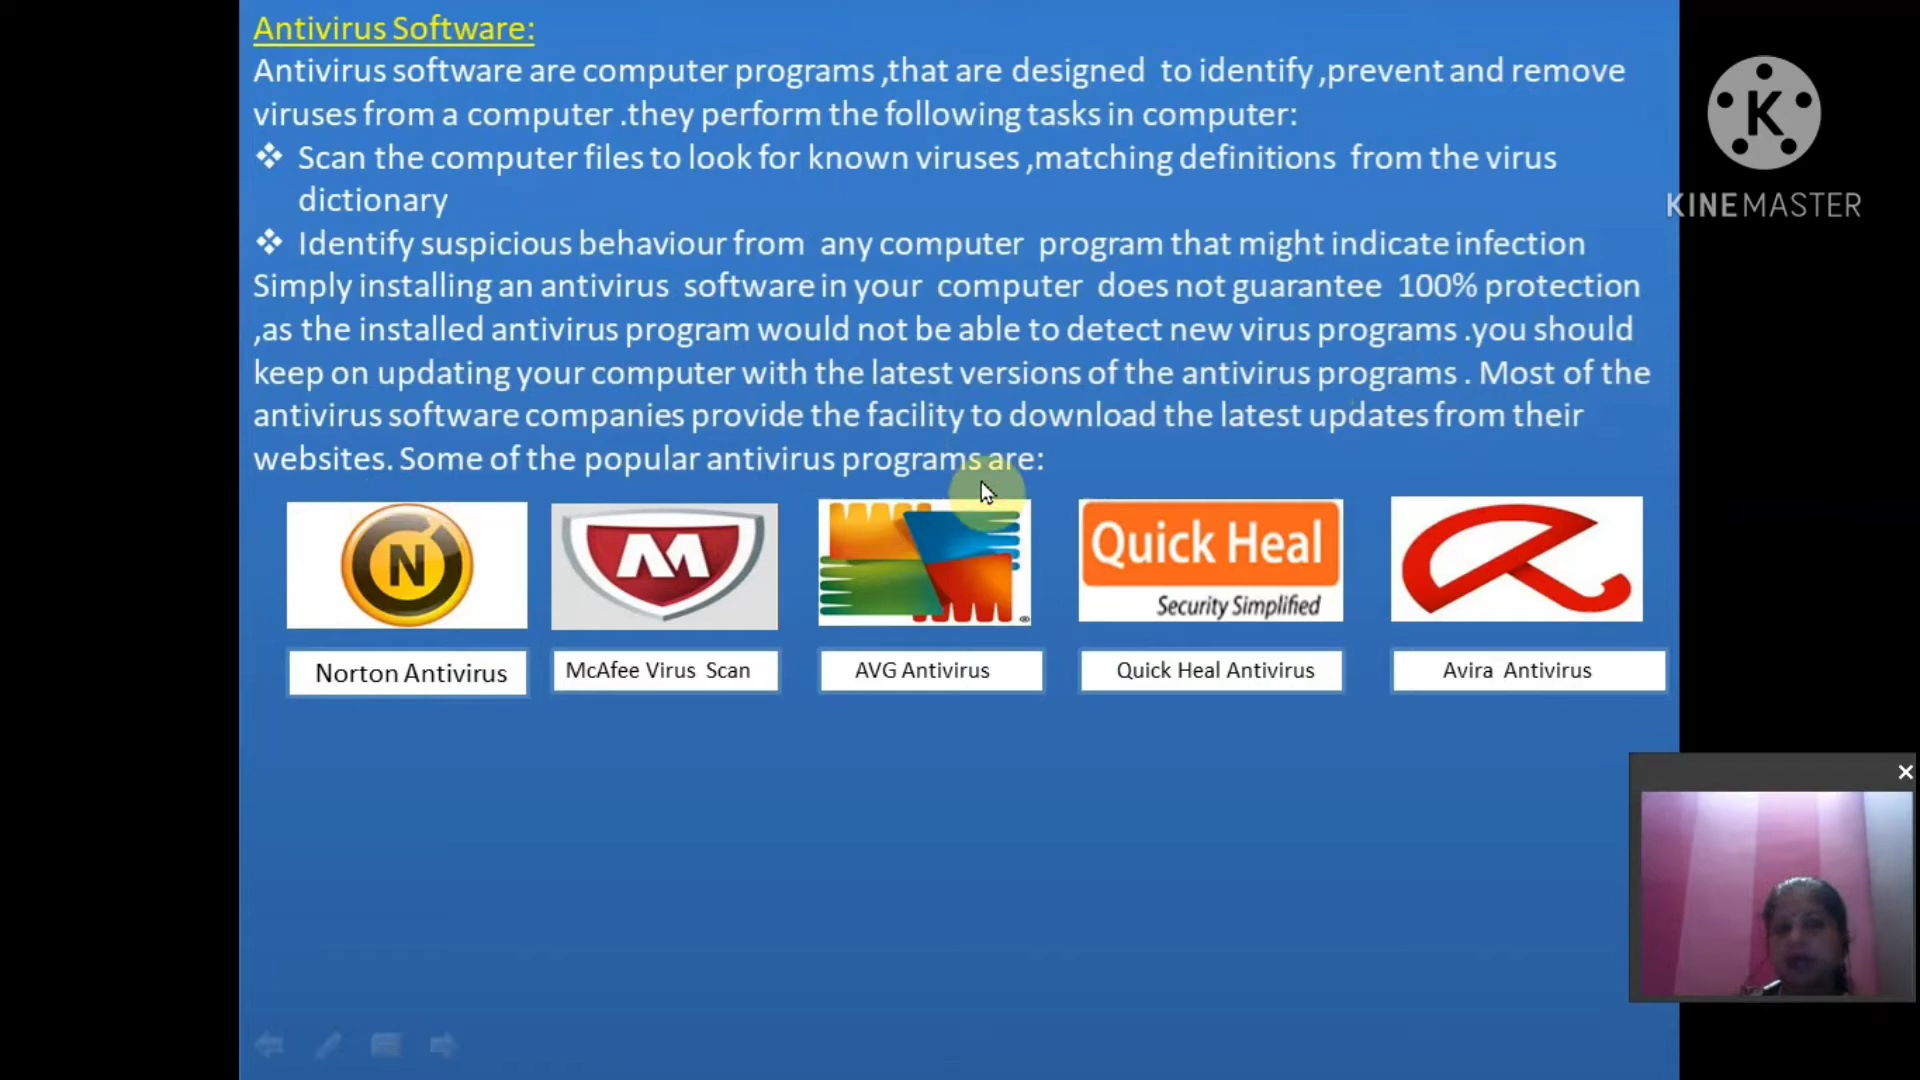 Antivirus Software:
Antivirus software are computer programs ,that are designed to identify ,prevent and remove
viruses from a computer .they perform the following tasks in computer:
❖ Scan the computer files to look for known viruses ,matching definitions from the virus
dictionary
❖ Identify suspicious behaviour from any computer program that might indicate infection
Simply installing an antivirus software in your computer does not guarantee 100% protection
,as the installed antivirus program would not be able to detect new virus programs .you should
keep on updating your computer with the latest versions of the antivirus programs . Most of the
antivirus software companies provide the facility to download the latest updates from their
websites. Some of the popular antivirus programs are:
N
M
®
Quick Heal
Security Simplified
Norton Antivirus
McAfee Virus Scan
AVG Antivirus
Quick Heal Antivirus
Avira Antivirus
K
KINEMASTER